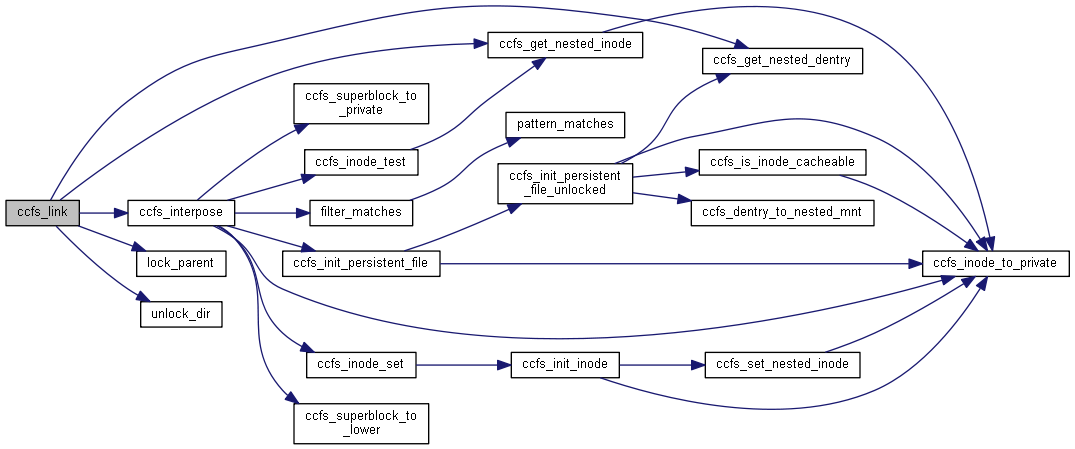 ccfs_get_nested_inode
ccfs_get_nested_dentry
ccfs_superblock_to
_private
pattern_matches
ccfs_inode_test
ccfs_is_inode_cacheable
ccfs_init_persistent
_file_unlocked
ccfs_link
ccfs_interpose
filter_matches
ccfs_dentry_to_nested_mnt
lock_parent
ccfs_init_persistent_file
ccfs_inode_to_private
unlock_dir
ccfs_inode_set
ccfs_init_inode
ccfs_set_nested_inode
ccfs_superblock_to
_lower